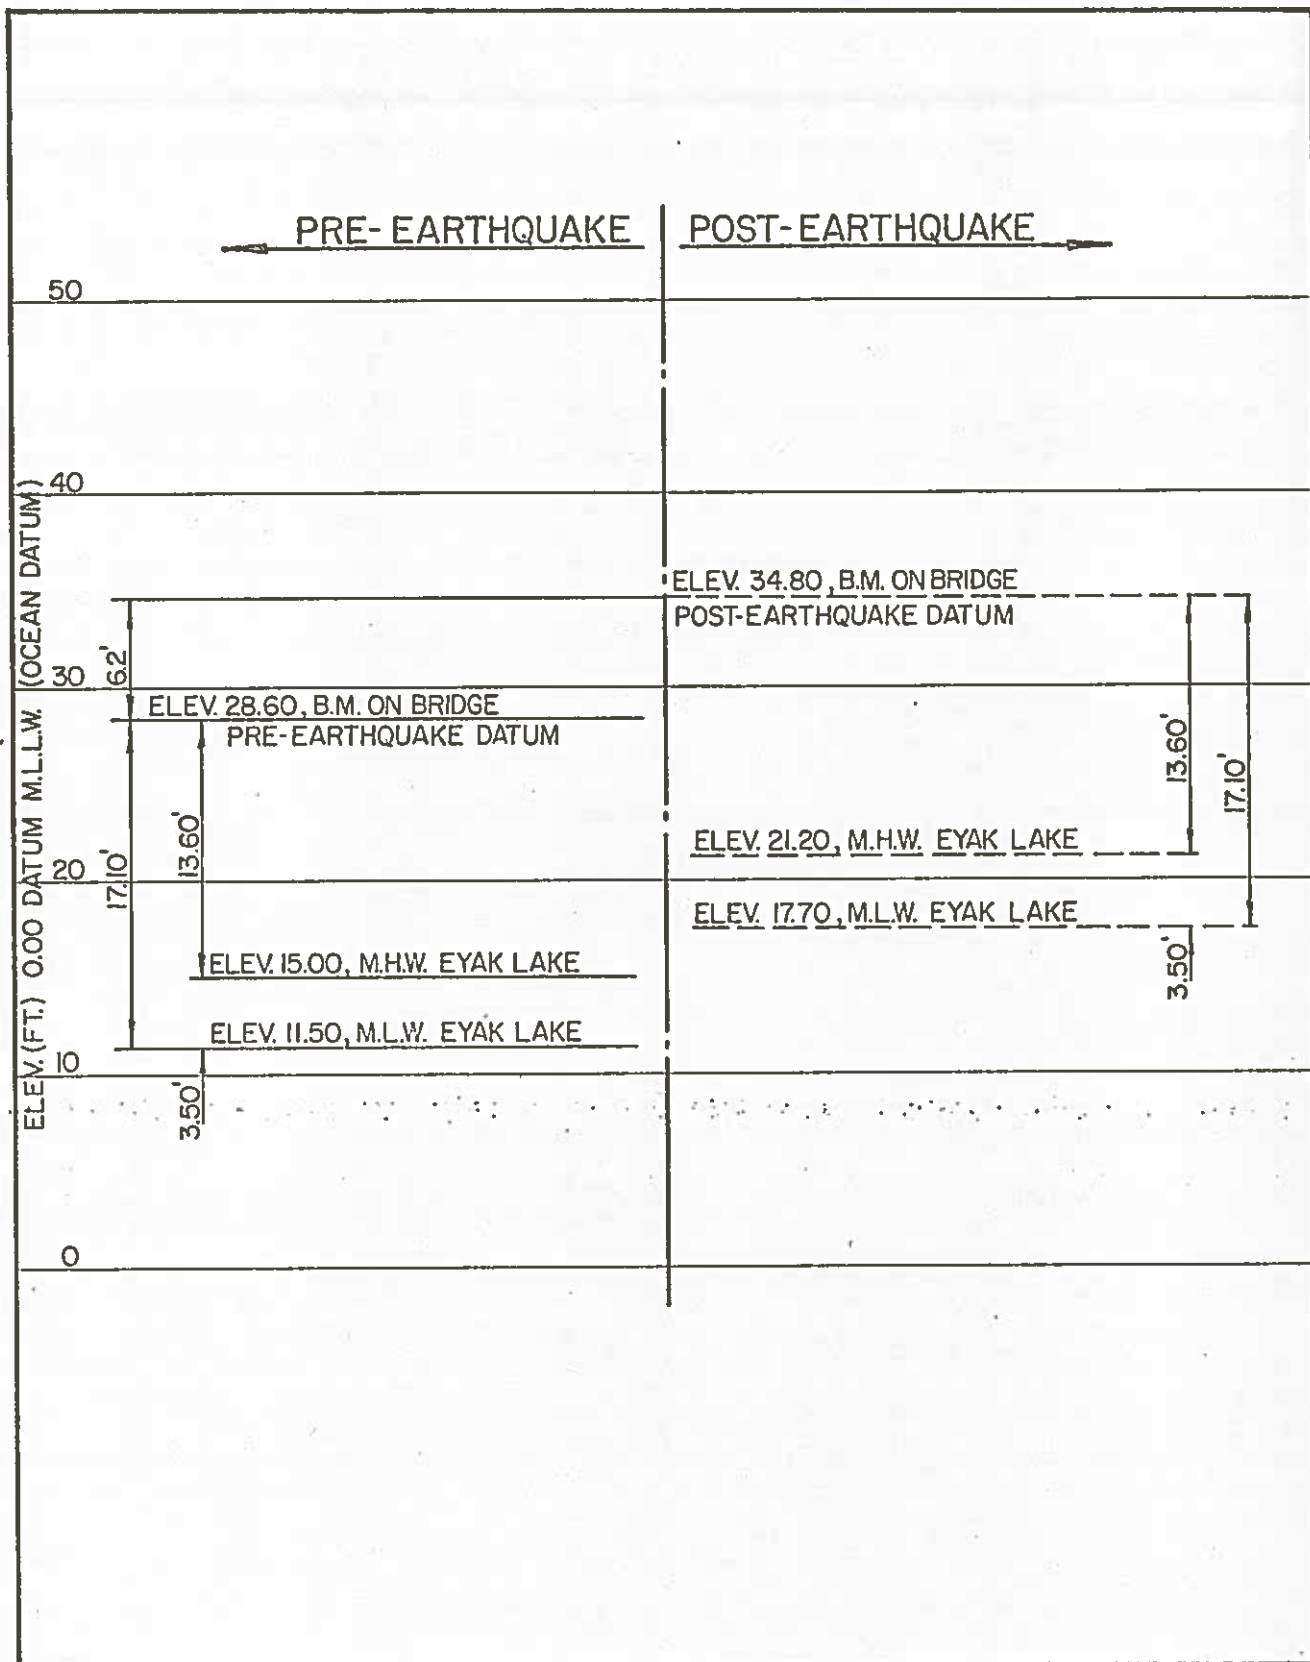 PRE-EARTHQUAKE
POST-EARTHQUAKE
50
40
30
20
10
0
ELEV. (FT.) 0.00 DATUM M.L.L.W. (OCEAN DATUM)
6.2'
ELEV. 28.60, B.M. ON BRIDGE
PRE-EARTHQUAKE DATUM
17.10'
13.60'
ELEV. 15.00, M.H.W. EYAK LAKE
ELEV. 11.50, M.L.W. EYAK LAKE
3.50'
ELEV. 34.80, B.M. ON BRIDGE
POST-EARTHQUAKE DATUM
13.60'
17.10'
ELEV. 21.20, M.H.W. EYAK LAKE
ELEV. 17.70, M.L.W. EYAK LAKE
3.50'